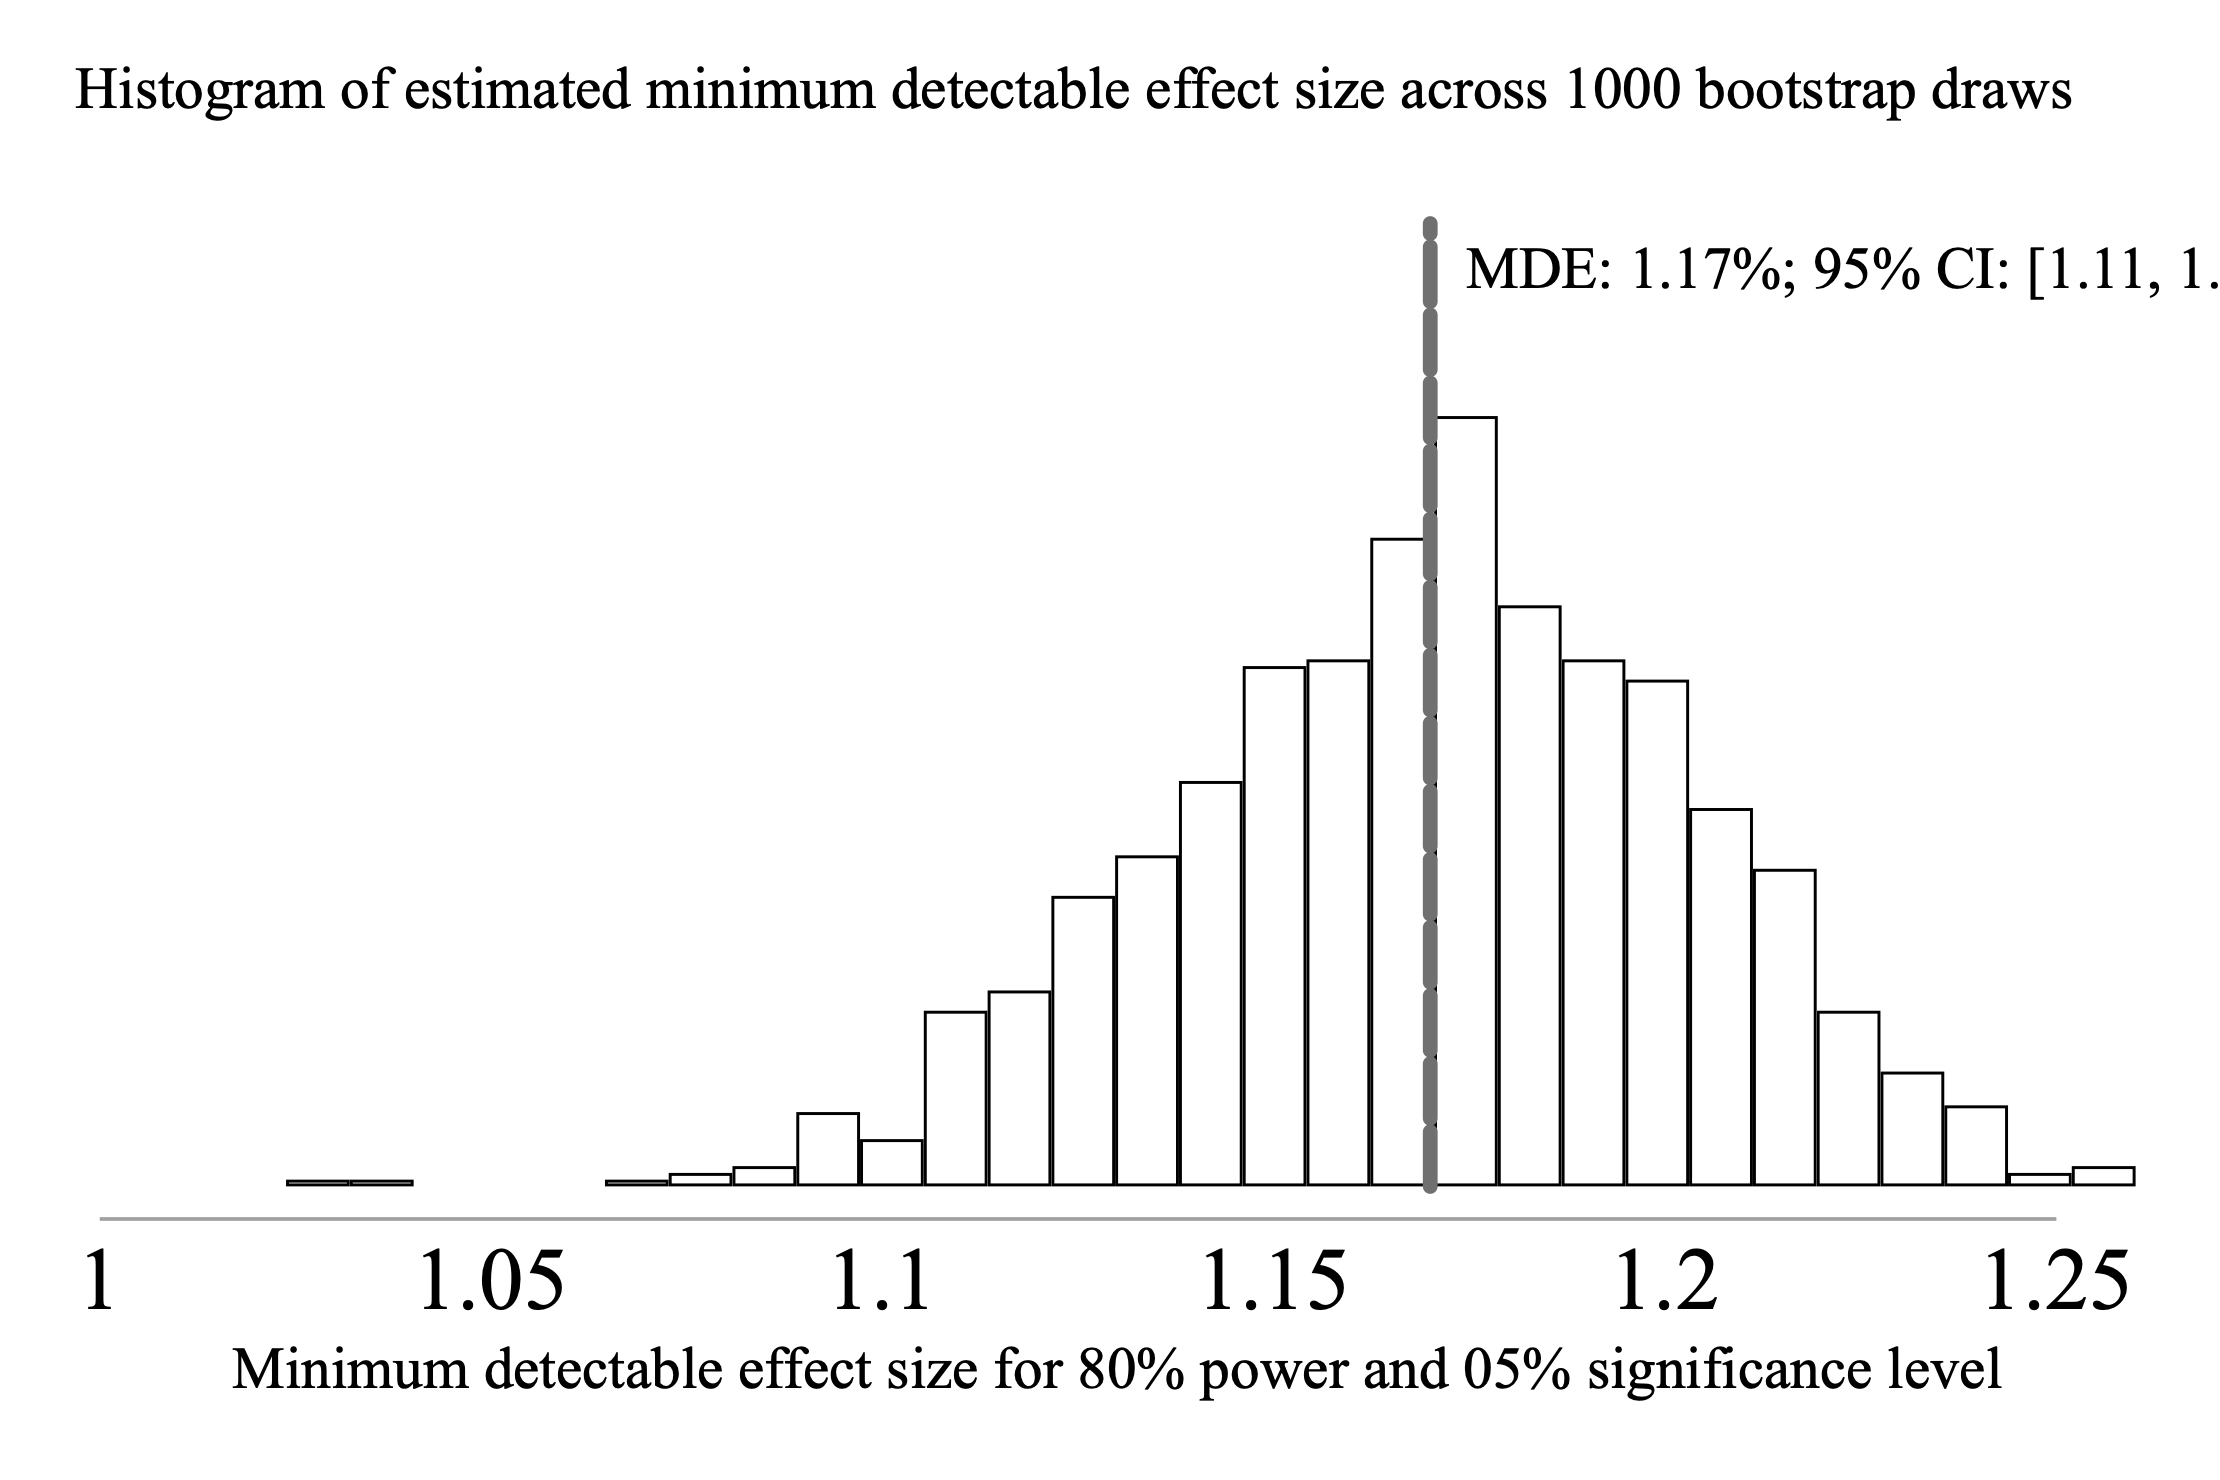 Histogram of estimated minimum detectable effect size across 1000 bootstrap draws
MDE: 1.17%; 95% CI: [1.11, 1.
1 1.05 1.1 1.15 1.2 1.25
Minimum detectable effect size for 80% power and 05% significance level